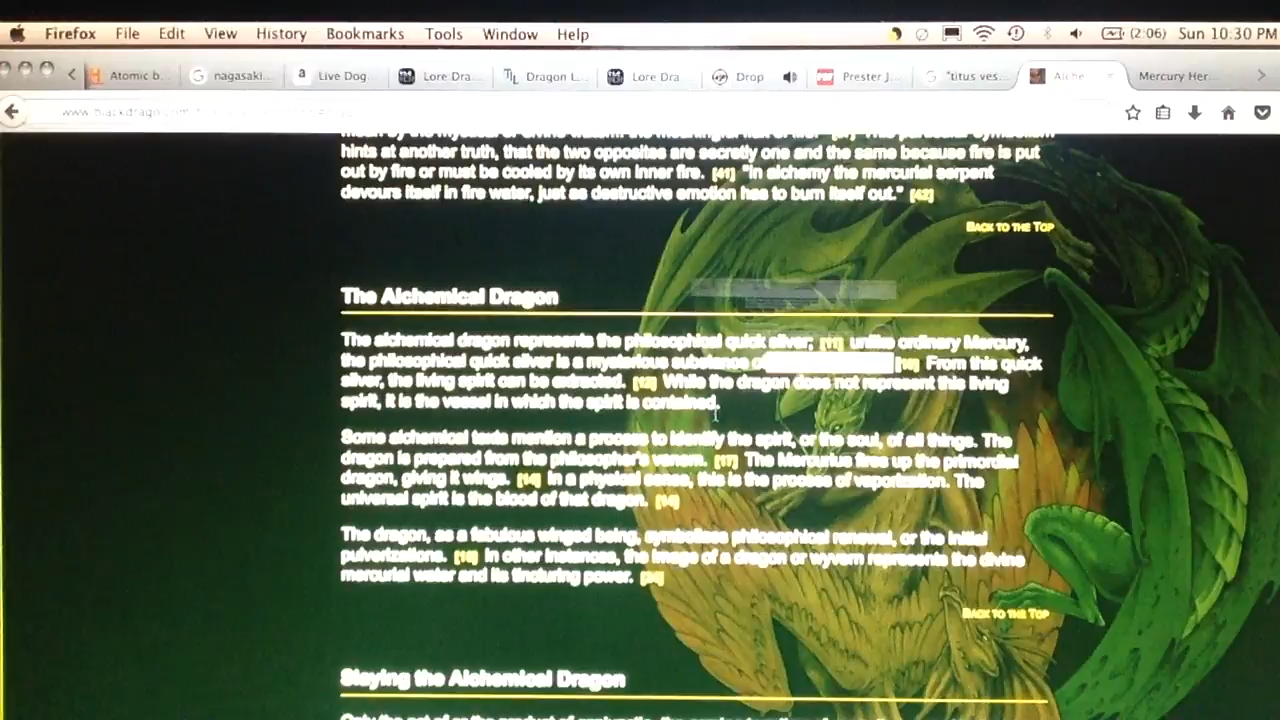 Firefox File Edit View History Bookmarks Tools Window Help (2:06) Sun 10:30 PM
Atomic b... nagasaki... Live Dog Lore Dra... Dragon L... Lore Dra Drop Prester J... "titus ves... Alche Mercury Her...
hints at another truth, that the two opposites are secretly one and the same because fire is put
out by fire or must be cooled by its own inner fire. [41] "In alchemy the mercurial serpent
devours itself in fire water, just as destructive emotion has to burn itself out." [42]
BACK TO THE TOP
The Alchemical Dragon
The alchemical dragon represents the philosophical quick silver; [11] unlike ordinary Mercury,
the philosophical quick silver is a mysterious substance From this quick
silver, the living spirit can be extracted. While the dragon does not represent this living
spirit, it is the vessel in which the spirit is contained.
Some alchemical texts mention a process to identify the spirit, or the soul, of all things. The
dragon is prepared from the philosopher's venom. [17] The Mercurius fires up the primordial
dragon, giving it wings. [14] In a physical sense, this is the process of vaporization. The
universal spirit is the blood of that dragon.
The dragon, as a fabulous winged being, symbolizes philosophical renewal, or the initial
pulverizations. In other instances, the image of a dragon or wyvern represents the divine
mercurial water and its tincturing power.
BACK TO THE TOP
Slaying the Alchemical Dragon